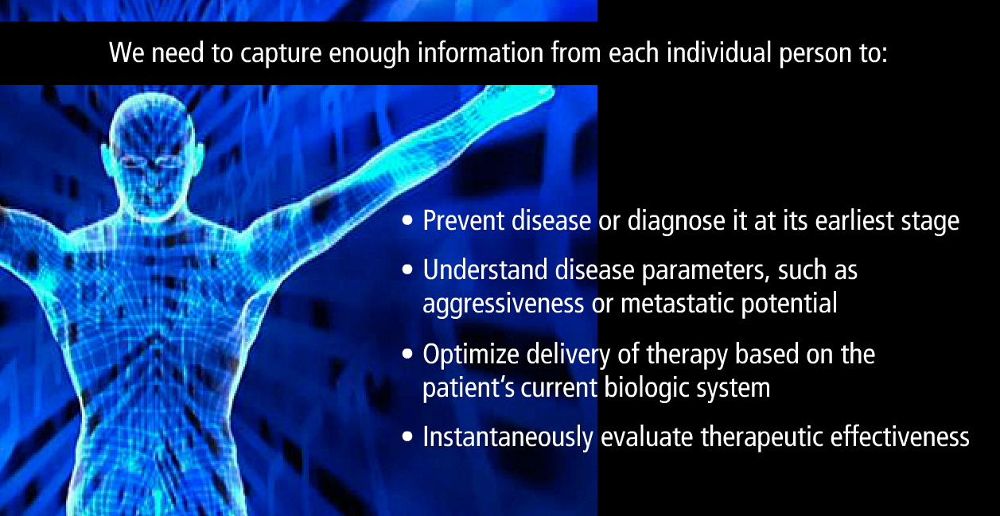 We need to capture enough information from each individual person to:
• Prevent disease or diagnose it at its earliest stage
• Understand disease parameters, such as
aggressiveness or metastatic potential
• Optimize delivery of therapy based on the
patient’s current biologic system
• Instantaneously evaluate therapeutic effectiveness